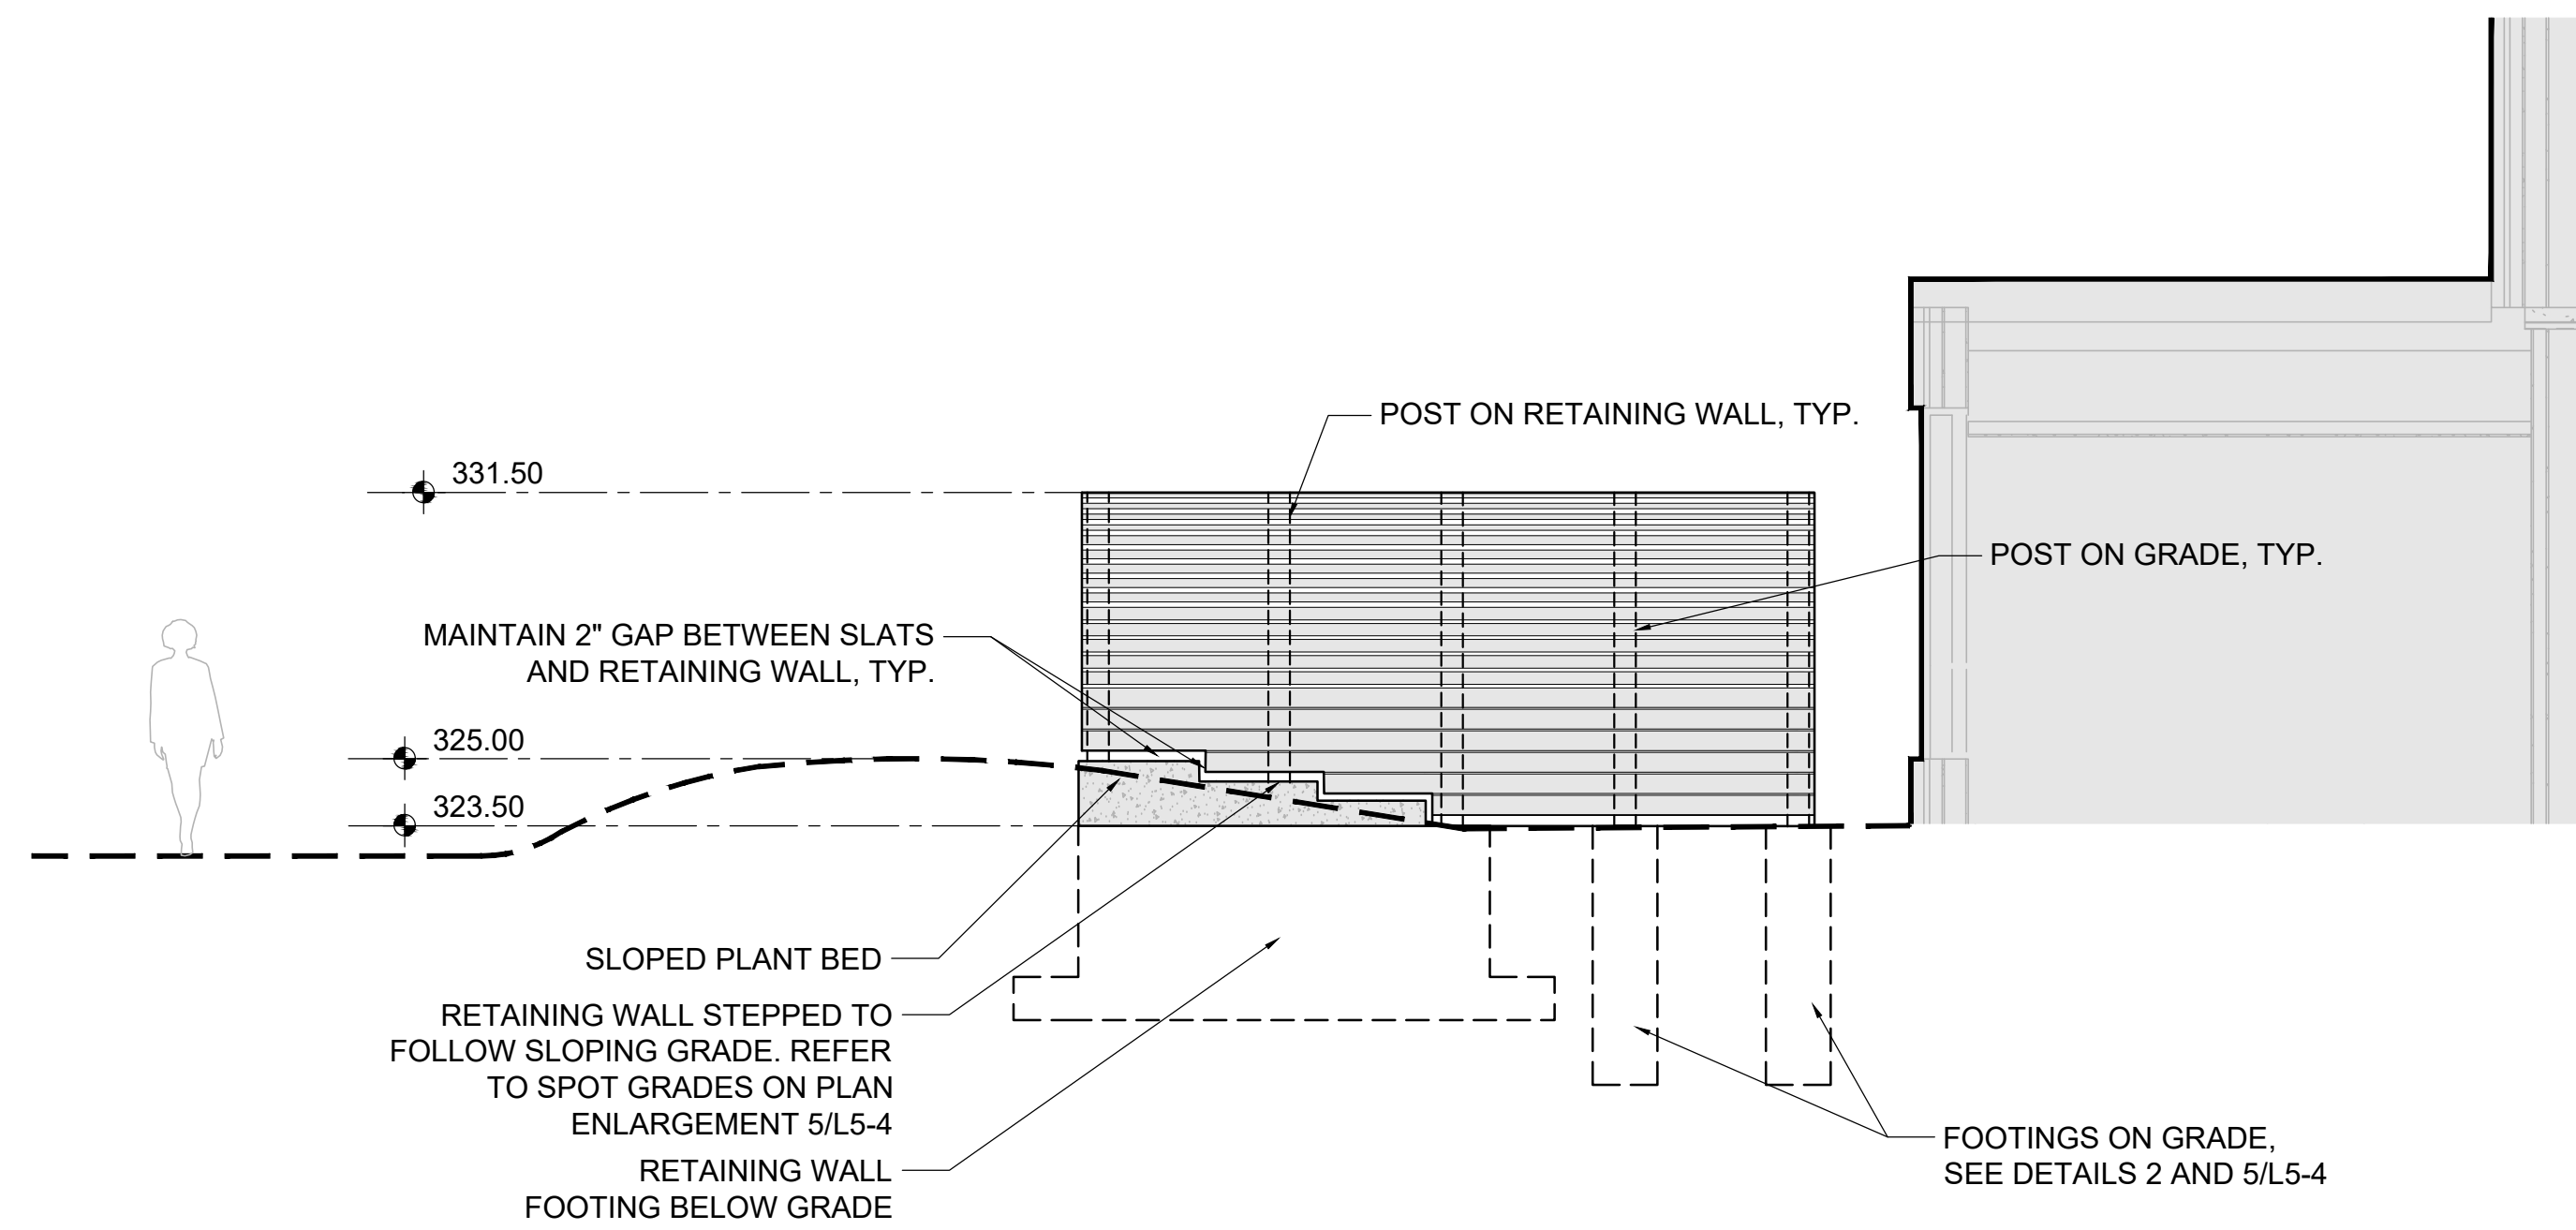 POST ON RETAINING WALL, TYP.
331.50
POST ON GRADE, TYP.
MAINTAIN 2" GAP BETWEEN SLATS
AND RETAINING WALL, TYP.
325.00
323.50
SLOPED PLANT BED
RETAINING WALL STEPPED TO
FOLLOW SLOPING GRADE. REFER
TO SPOT GRADES ON PLAN
ENLARGEMENT 5/L5-4
RETAINING WALL
FOOTING BELOW GRADE
FOOTINGS ON GRADE,
SEE DETAILS 2 AND 5/L5-4